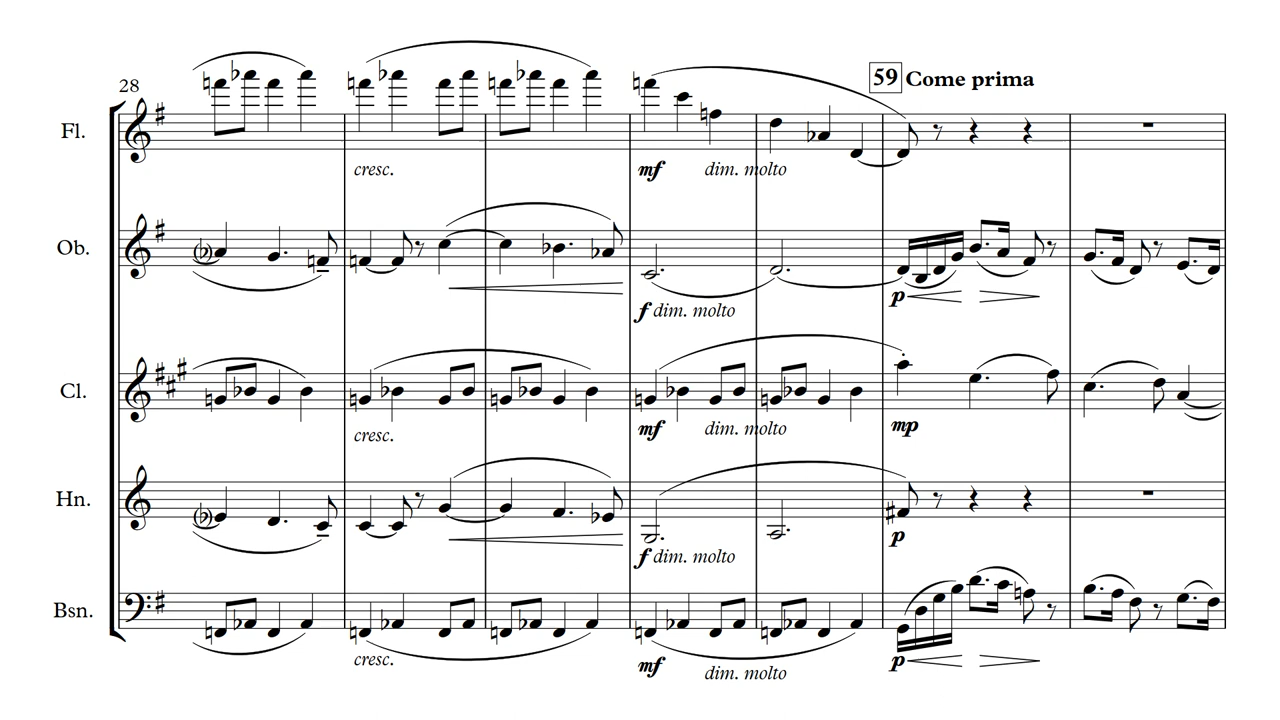 28
59 Come prima
Fl.
cresc.
mf dim. molto
Ob.
p
f dim. molto
Cl.
cresc.
mf dim. molto
mp
Hn.
f dim. molto
p
Bsn.
cresc.
mf dim. molto
p